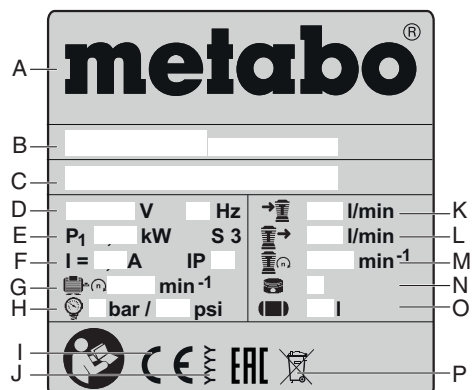 A metabo ®
B
C
D V Hz l/min K
E P1 , kW S 3 l/min L
F I = , A IP min-1 M
G n min-1 N
H bar / psi l O
I
J CE EAC P